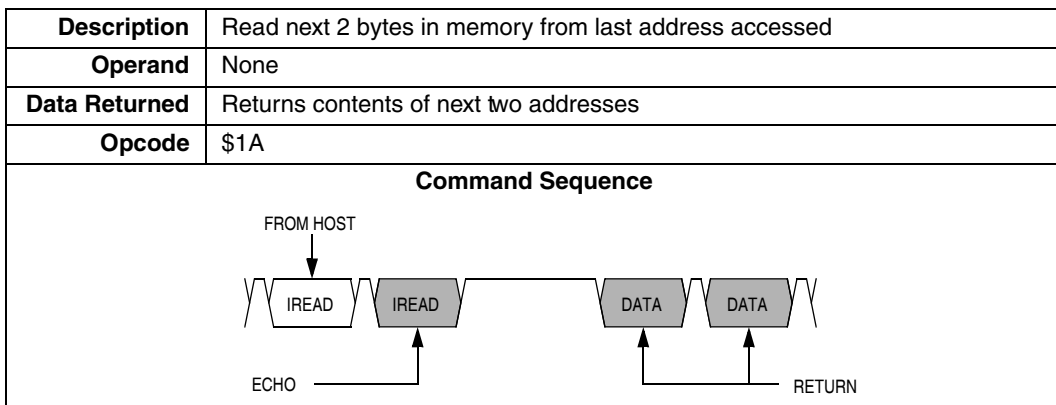 Description Read next 2 bytes in memory from last address accessed
Operand None
Data Returned Returns contents of next two addresses
Opcode $1A
Command Sequence
FROM HOST
IREAD IREAD DATA DATA
ECHO RETURN